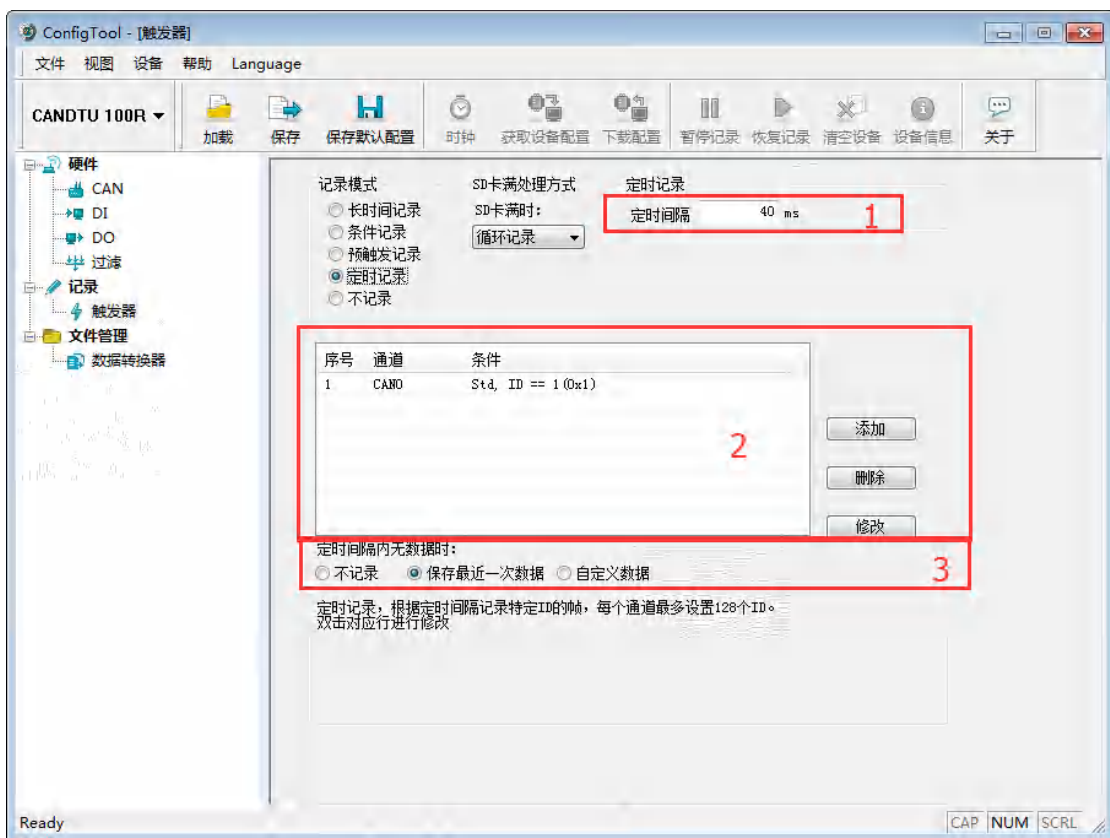 ConfigTool - [触发器]
文件 视图 设备 帮助 Language
CANDTU 100R
加载 保存 保存默认配置 时钟 获取设备配置 下载配置 暂停记录 恢复记录 清空设备 设备信息 关于
硬件
CAN
DI
DO
过滤
记录
触发器
文件管理
数据转换器
记录模式
长时间记录
条件记录
预触发记录
定时记录
不记录
SD卡满处理方式
SD卡满时:
循环记录
定时记录
定时间隔 40 ms 1
序号 通道 条件
1 CAN0 Std, ID == 1(0x1)
2
添加
删除
修改
定时间隔内无数据时:
不记录 保存最近一次数据 自定义数据 3
定时记录，根据定时间隔记录特定ID的帧，每个通道最多设置128个ID。
双击对应行进行修改
Ready CAP NUM SCRL